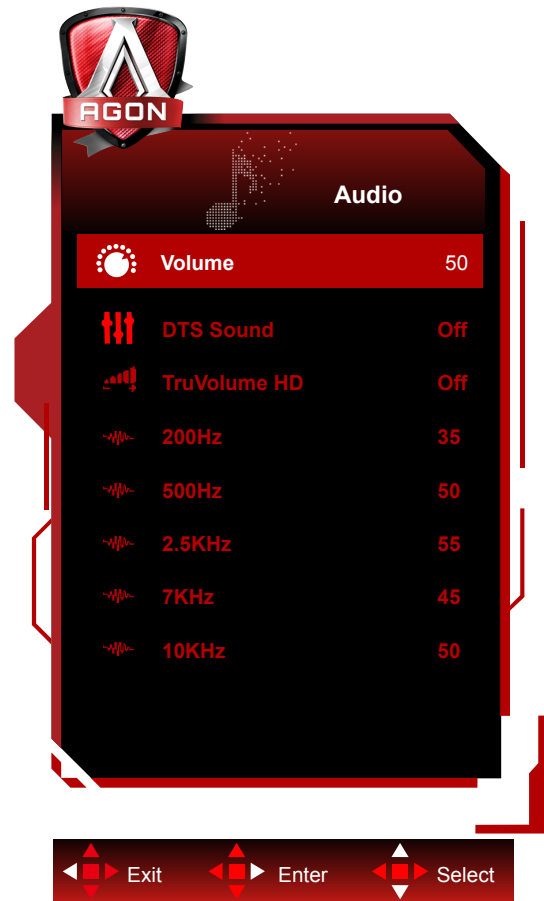 AGON
Audio
Volume 50
DTS Sound Off
TruVolume HD Off
200Hz 35
500Hz 50
2.5KHz 55
7KHz 45
10KHz 50
Exit Enter Select